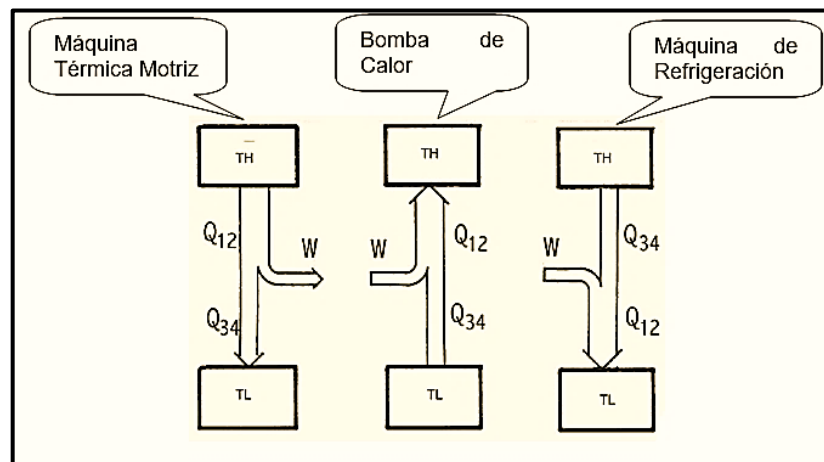 Máquina
Térmica Motriz
Bomba de
Calor
Máquina de
Refrigeración
TH
TH
TH
Q12
W
W
Q12
W
Q34
Q34
Q34
Q12
TL
TL
TL